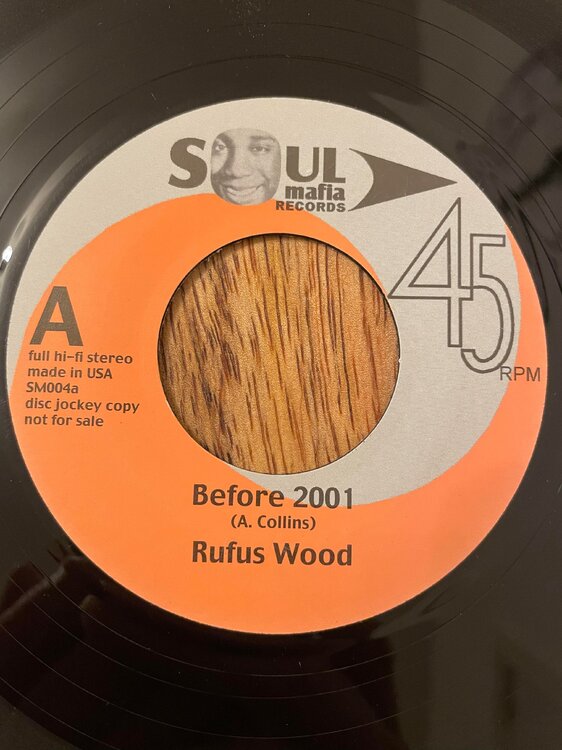 SOUL
mafia
RECORDS
45
RPM
A
full hi-fi stereo
made in USA
SM004a
disc jockey copy
not for sale
Before 2001
(A. Collins)
Rufus Wood